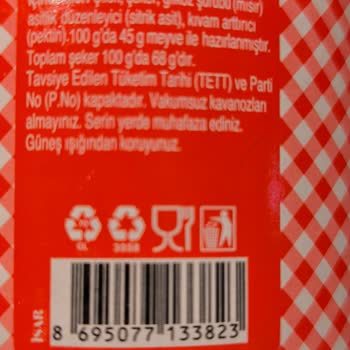 şurubu (mısır)
asitlik düzenleyici (sitrik asit), kıvam arttırıcı
(pektin). 100 g'da 45 g meyve ile hazırlanmıştır.
Toplam şeker 100 g'da 68 g'dır.
Tavsiye Edilen Tüketim Tarihi (TETT) ve Parti
No (P.No) kapaktadır. Vakumsuz kavanozları
almayınız. Serin yerde muhafaza ediniz.
Güneş ışığından koruyunuz.
8 695077 133823